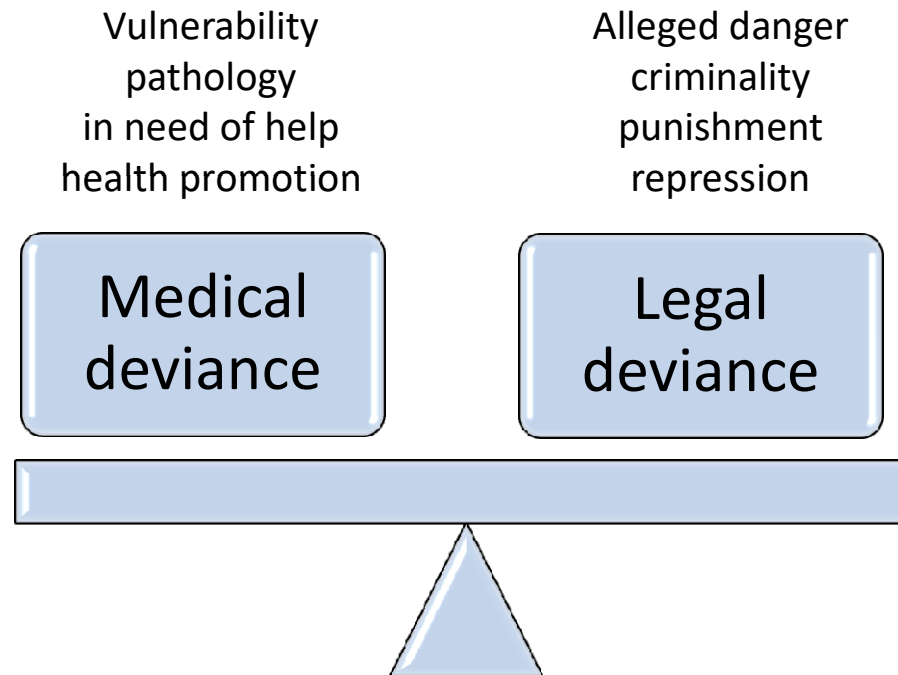 Vulnerability
pathology
in need of help
health promotion
Alleged danger
criminality
punishment
repression
Medical
deviance
Legal
deviance